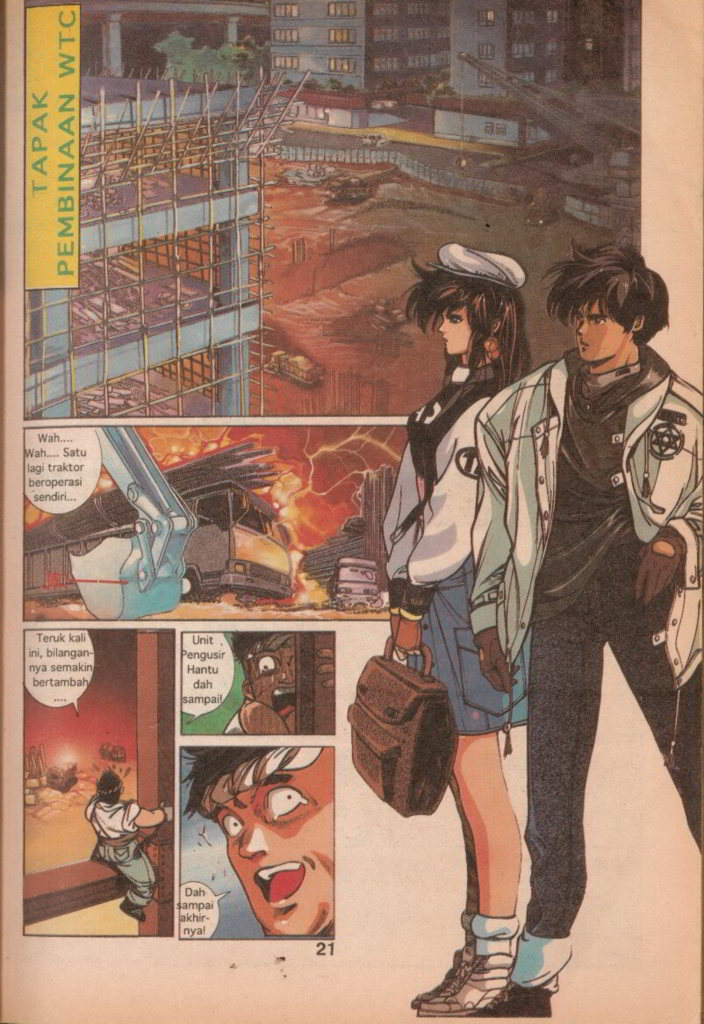 TAPAK
PEMBINAAN WTC
Wah....
Wah.... Satu
lagi traktor
beroperasi
sendiri...
Teruk kali
ini, bilangan-
nya semakin
bertambah
....
Unit
Pengusir
Hantu
dah
sampai!
Dah
sampai
akhir-
nya!
21